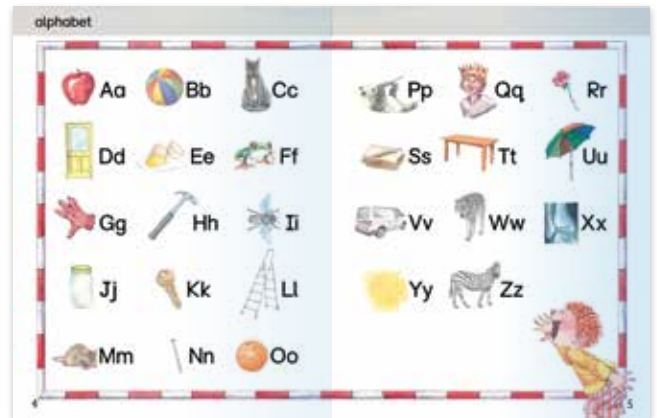 alphabet
Aa Bb Cc
Dd Ee Ff
Gg Hh Ii
Jj Kk Ll
Mm Nn Oo
4
Pp Qq Rr
Ss Tt Uu
Vv Ww Xx
Yy Zz
5